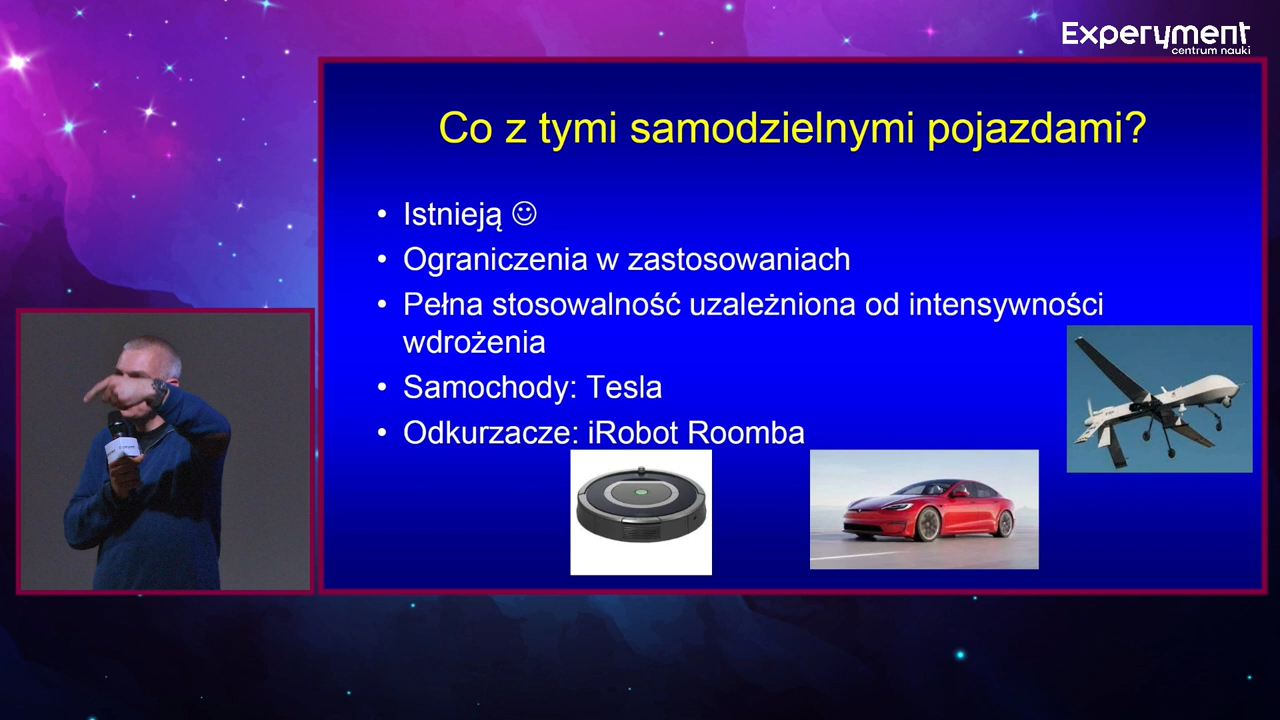 Experyment
centrum nauki
Co z tymi samodzielnymi pojazdami?
• Istnieją ☺
• Ograniczenia w zastosowaniach
• Pełna stosowalność uzależniona od intensywności
wdrożenia
• Samochody: Tesla
• Odkurzacze: iRobot Roomba